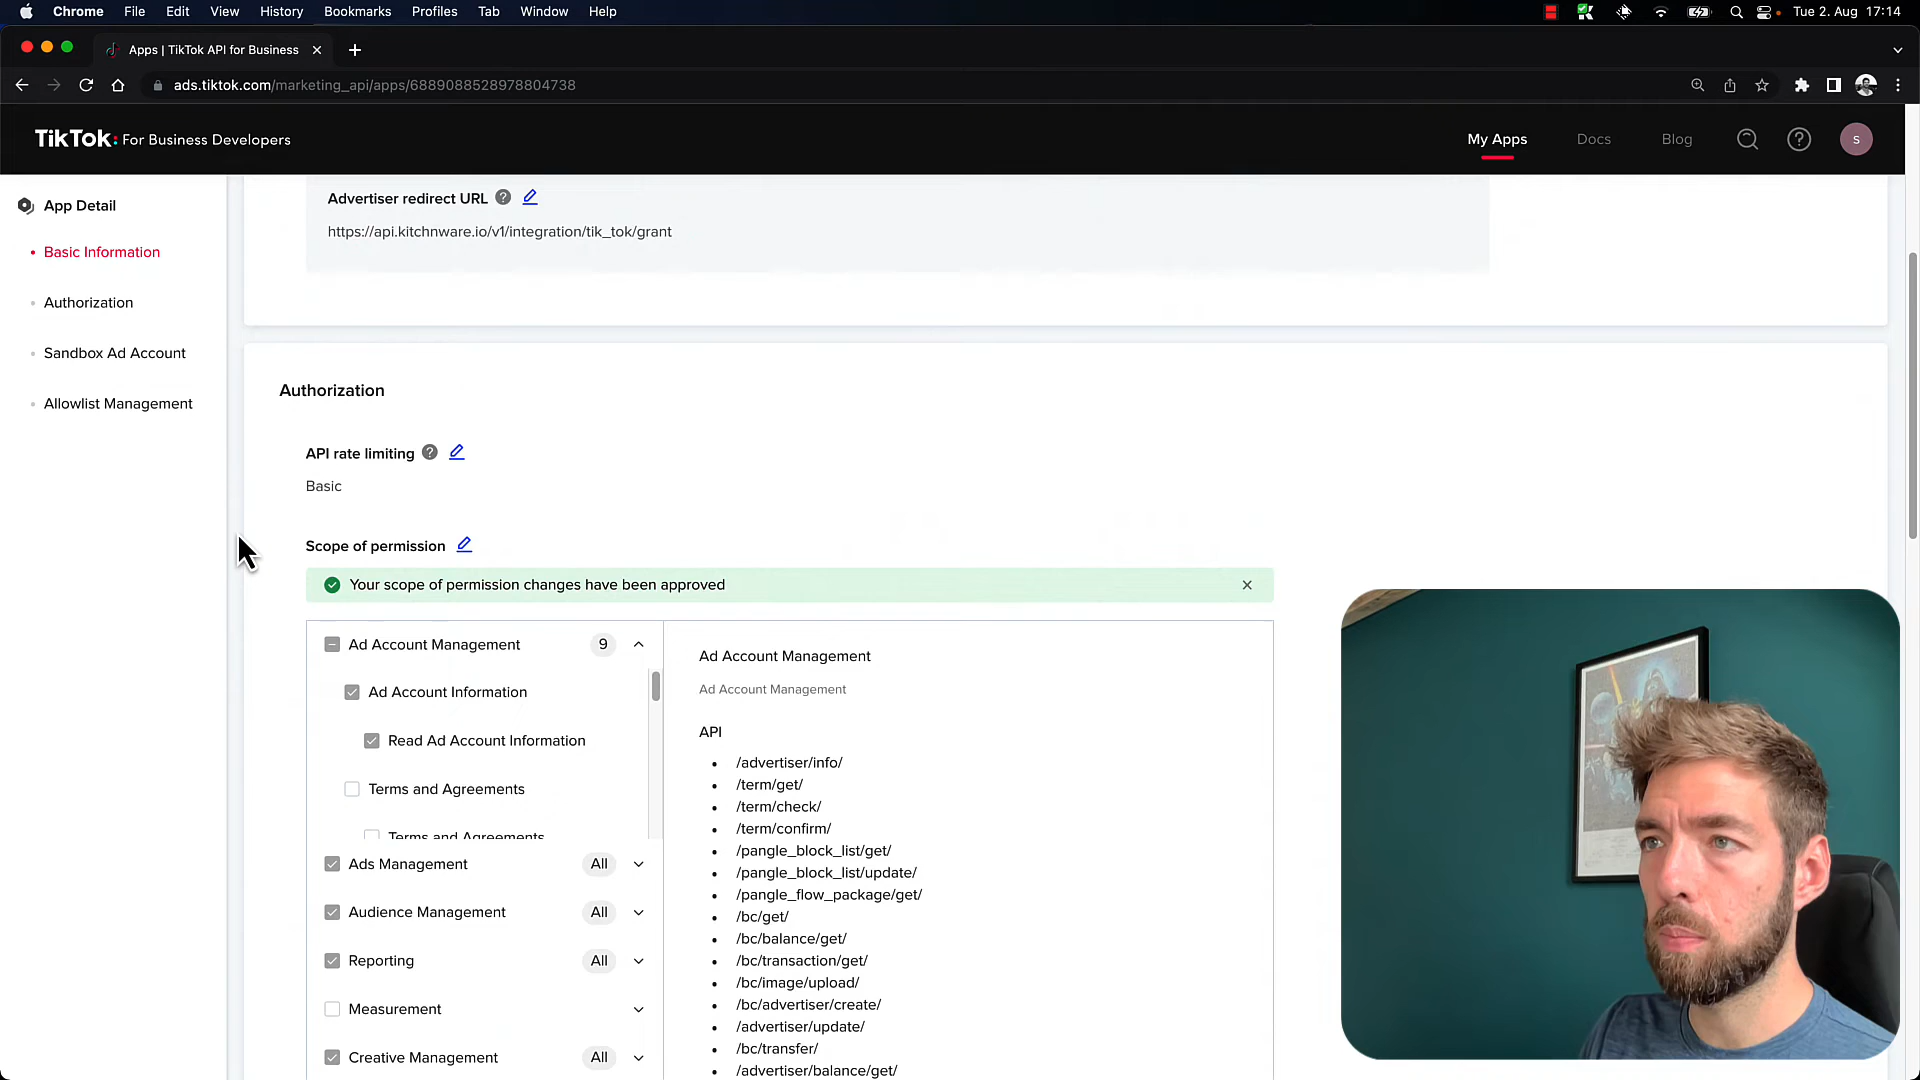 Chrome File Edit View History Bookmarks Profiles Tab Window Help Tue 2. Aug 17:14
Apps | TikTok API for Business
ads.tiktok.com/marketing_api/apps/6889088528978804738
TikTok: For Business Developers My Apps Docs Blog S
App Detail
Basic Information
Authorization
Sandbox Ad Account
Allowlist Management
Advertiser redirect URL
https://api.kitchnware.io/v1/integration/tik_tok/grant
Authorization
API rate limiting
Basic
Scope of permission
Your scope of permission changes have been approved
Ad Account Management 9
Ad Account Information
Read Ad Account Information
Terms and Agreements
Terms and Agreements
Ads Management All
Audience Management All
Reporting All
Measurement
Creative Management All
Ad Account Management
Ad Account Management
API
/advertiser/info/
/term/get/
/term/check/
/term/confirm/
/pangle_block_list/get/
/pangle_block_list/update/
/pangle_flow_package/get/
/bc/get/
/bc/balance/get/
/bc/transaction/get/
/bc/image/upload/
/bc/advertiser/create/
/advertiser/update/
/bc/transfer/
/advertiser/balance/get/